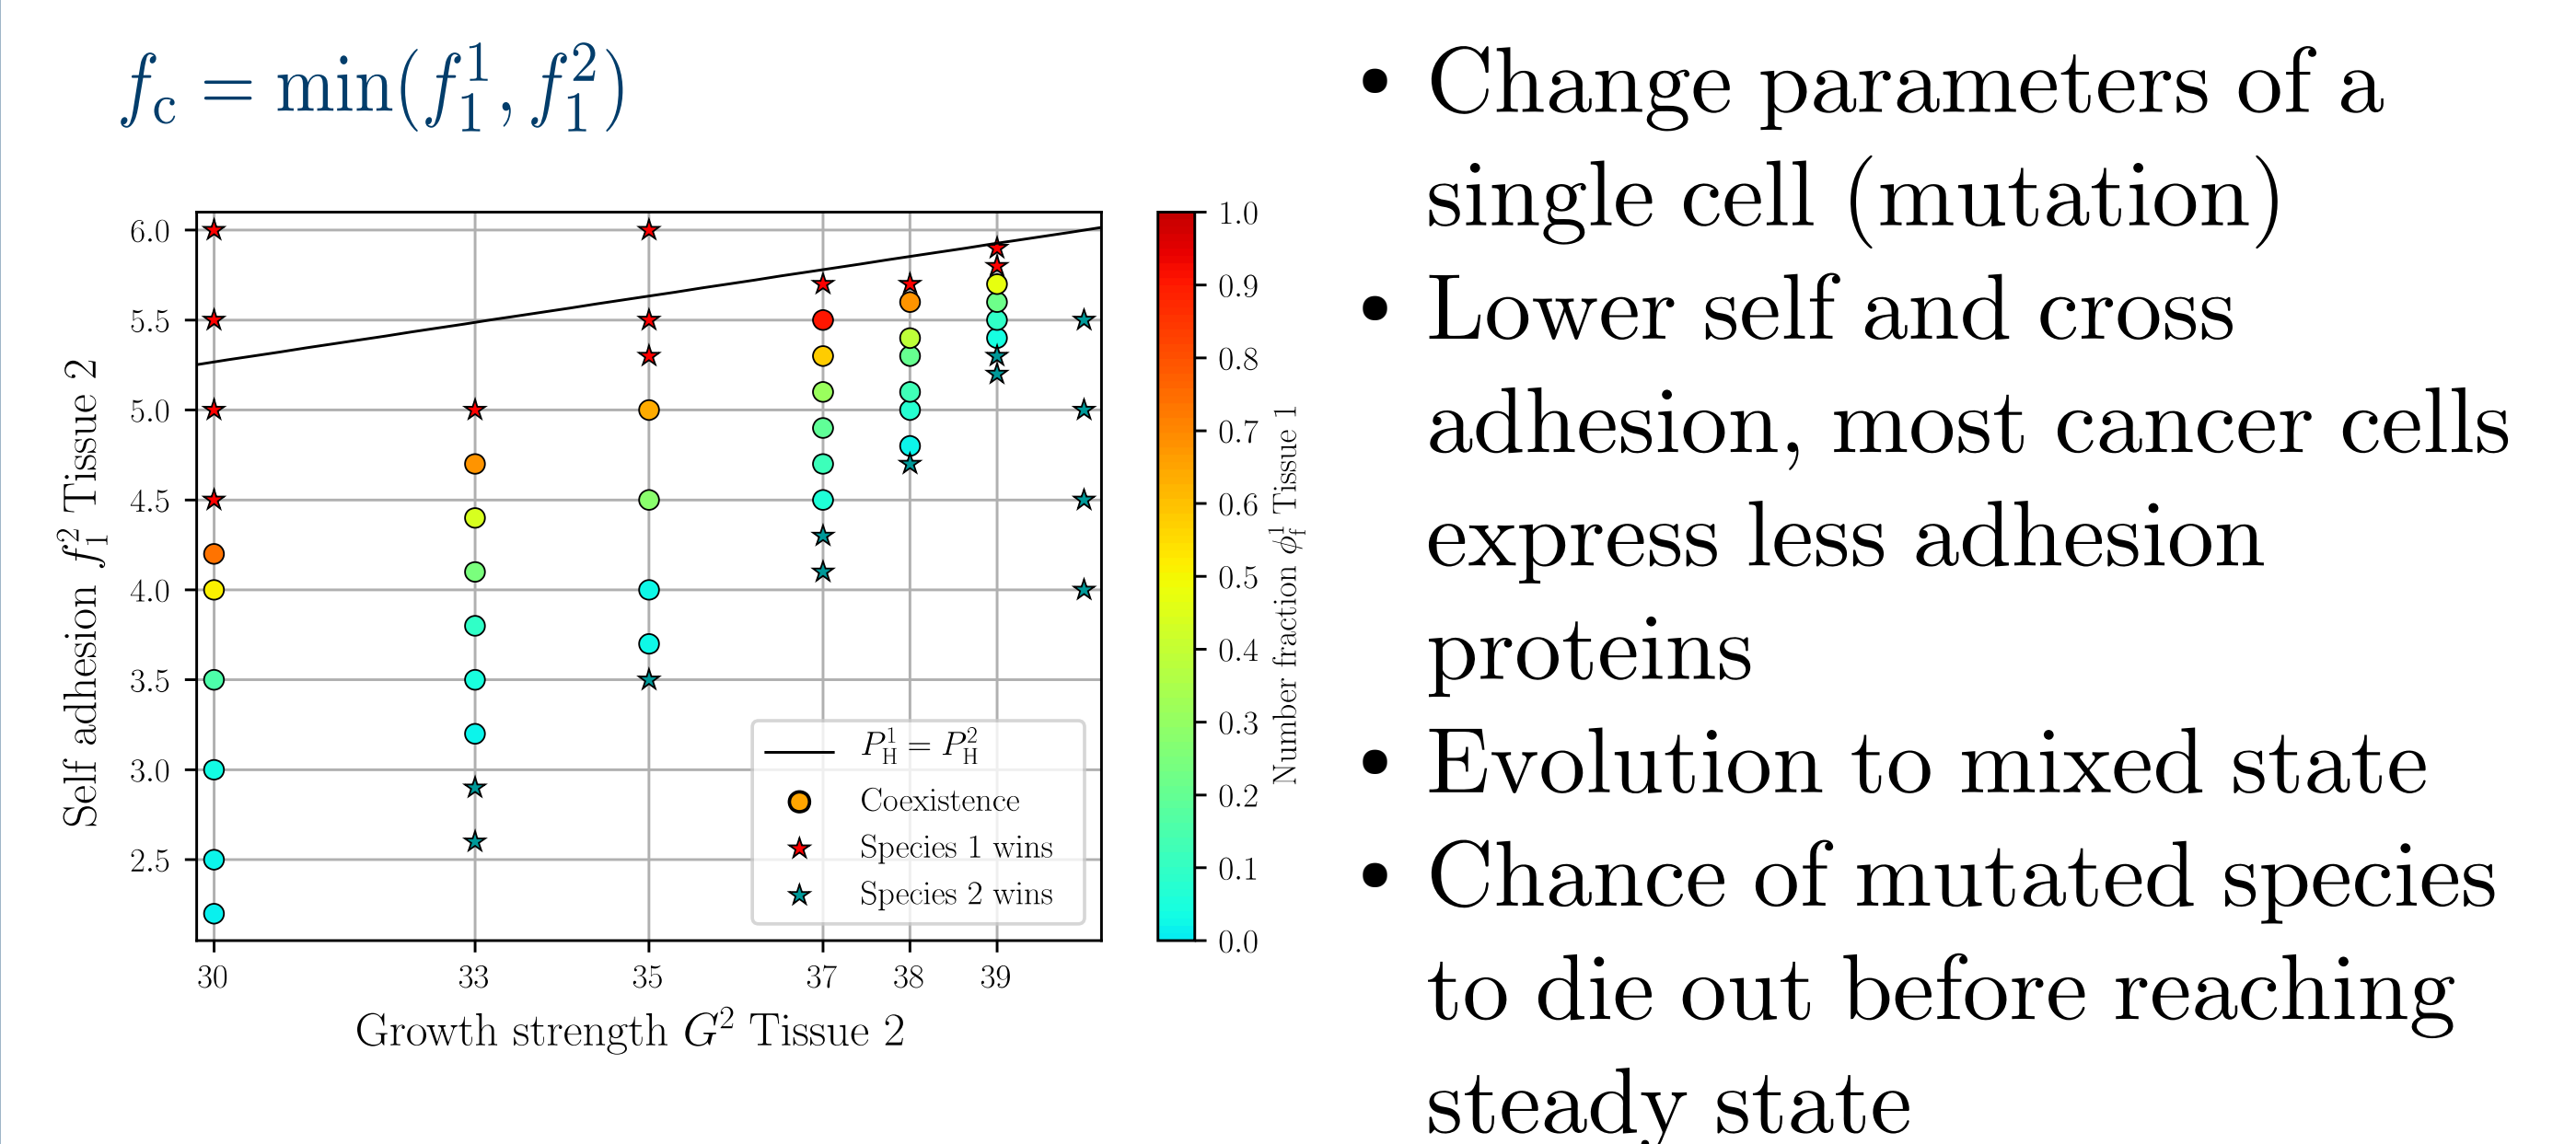 f_c = min(f_1^1, f_1^2)
6.0
5.5
5.0
4.5
4.0
3.5
3.0
2.5
Self adhesion f_1^2 Tissue 2
30 33 35 37 38 39
Growth strength G^2 Tissue 2
P_H^1 = P_H^2
Coexistence
Species 1 wins
Species 2 wins
1.0
0.9
0.8
0.7
0.6
0.5
0.4
0.3
0.2
0.1
0.0
Number fraction ϕ_f^1 Tissue 1
• Change parameters of a
single cell (mutation)
• Lower self and cross
adhesion, most cancer cells
express less adhesion
proteins
• Evolution to mixed state
• Chance of mutated species
to die out before reaching
steady state